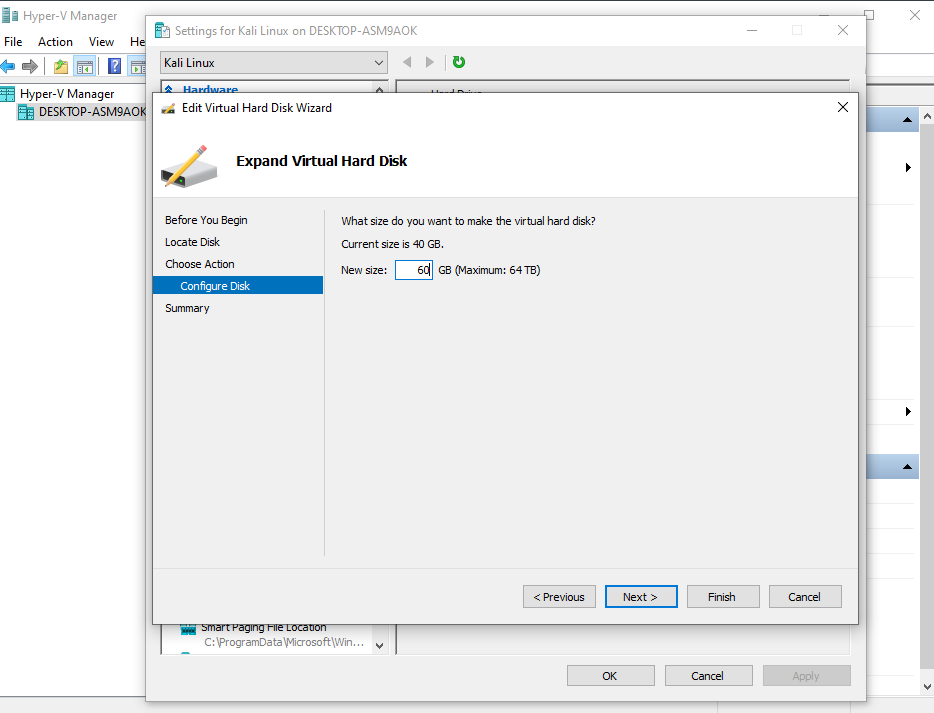 Hyper-V Manager
Settings for Kali Linux on DESKTOP-ASM9AOK
File Action View He
Kali Linux
Hyper-V Manager
DESKTOP-ASM9AOK
Hardware
Hard Drive
Edit Virtual Hard Disk Wizard
Expand Virtual Hard Disk
Before You Begin
Locate Disk
Choose Action
Configure Disk
Summary
What size do you want to make the virtual hard disk?
Current size is 40 GB.
New size: 60 GB (Maximum: 64 TB)
< Previous Next > Finish Cancel
Smart Paging File Location
C:\ProgramData\Microsoft\Win...
OK Cancel Apply